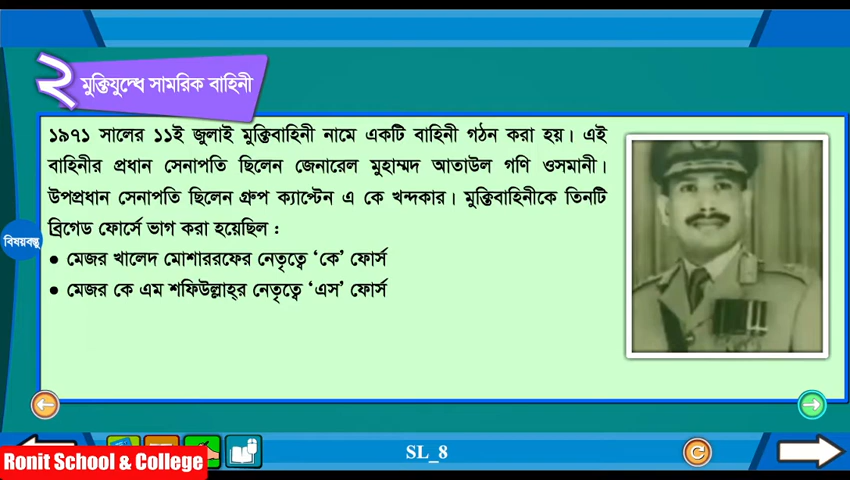 ২ মুক্তিযুদ্ধে সামরিক বাহিনী
১৯৭১ সালের ১১ই জুলাই মুক্তিবাহিনী নামে একটি বাহিনী গঠন করা হয়। এই
বাহিনীর প্রধান সেনাপতি ছিলেন জেনারেল মুহাম্মদ আতাউল গণি ওসমানী।
উপপ্রধান সেনাপতি ছিলেন গ্রুপ ক্যাপ্টেন এ কে খন্দকার। মুক্তিবাহিনীকে তিনটি
ব্রিগেড ফোর্সে ভাগ করা হয়েছিল :
বিষয়বস্তু
● মেজর খালেদ মোশাররফের নেতৃত্বে ‘কে’ ফোর্স
● মেজর কে এম শফিউল্লাহ্‌র নেতৃত্বে ‘এস’ ফোর্স
SL_8
Ronit School & College